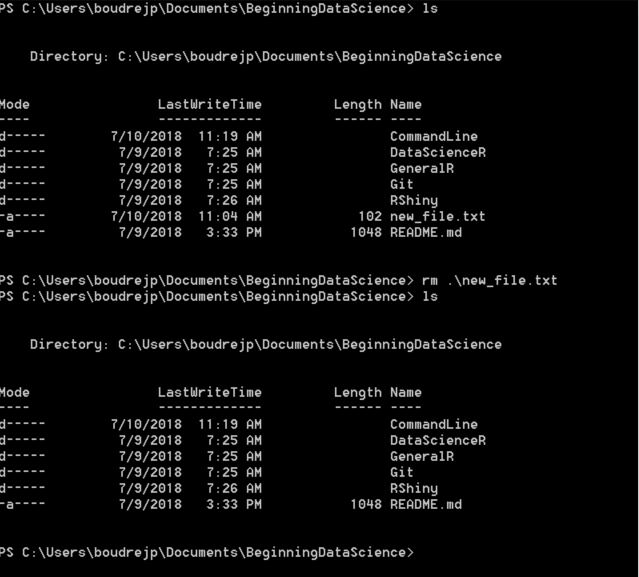 PS C:\Users\boudrejp\Documents\BeginningDataScience> ls
Directory: C:\Users\boudrejp\Documents\BeginningDataScience
Mode LastWriteTime Length Name
---- ------------- ------ ----
d----- 7/10/2018 11:19 AM CommandLine
d----- 7/9/2018 7:25 AM DataScienceR
d----- 7/9/2018 7:25 AM GeneralR
d----- 7/9/2018 7:25 AM Git
d----- 7/9/2018 7:26 AM RShiny
-a---- 7/10/2018 11:04 AM 102 new_file.txt
-a---- 7/9/2018 3:33 PM 1048 README.md
PS C:\Users\boudrejp\Documents\BeginningDataScience> rm .\new_file.txt
PS C:\Users\boudrejp\Documents\BeginningDataScience> ls
Directory: C:\Users\boudrejp\Documents\BeginningDataScience
Mode LastWriteTime Length Name
---- ------------- ------ ----
d----- 7/10/2018 11:19 AM CommandLine
d----- 7/9/2018 7:25 AM DataScienceR
d----- 7/9/2018 7:25 AM GeneralR
d----- 7/9/2018 7:25 AM Git
d----- 7/9/2018 7:26 AM RShiny
-a---- 7/9/2018 3:33 PM 1048 README.md
PS C:\Users\boudrejp\Documents\BeginningDataScience>